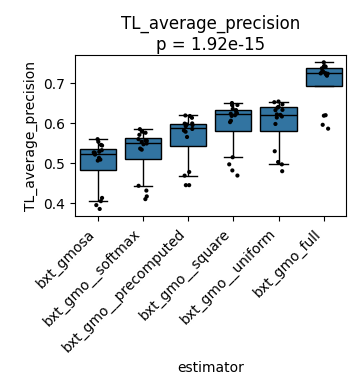 TL_average_precision
p = 1.92e-15
TL_average_precision
0.7
0.6
0.5
0.4
bxt_gmosa
bxt_gmo__softmax
bxt_gmo__precomputed
bxt_gmo__square
bxt_gmo__uniform
bxt_gmo_full
estimator